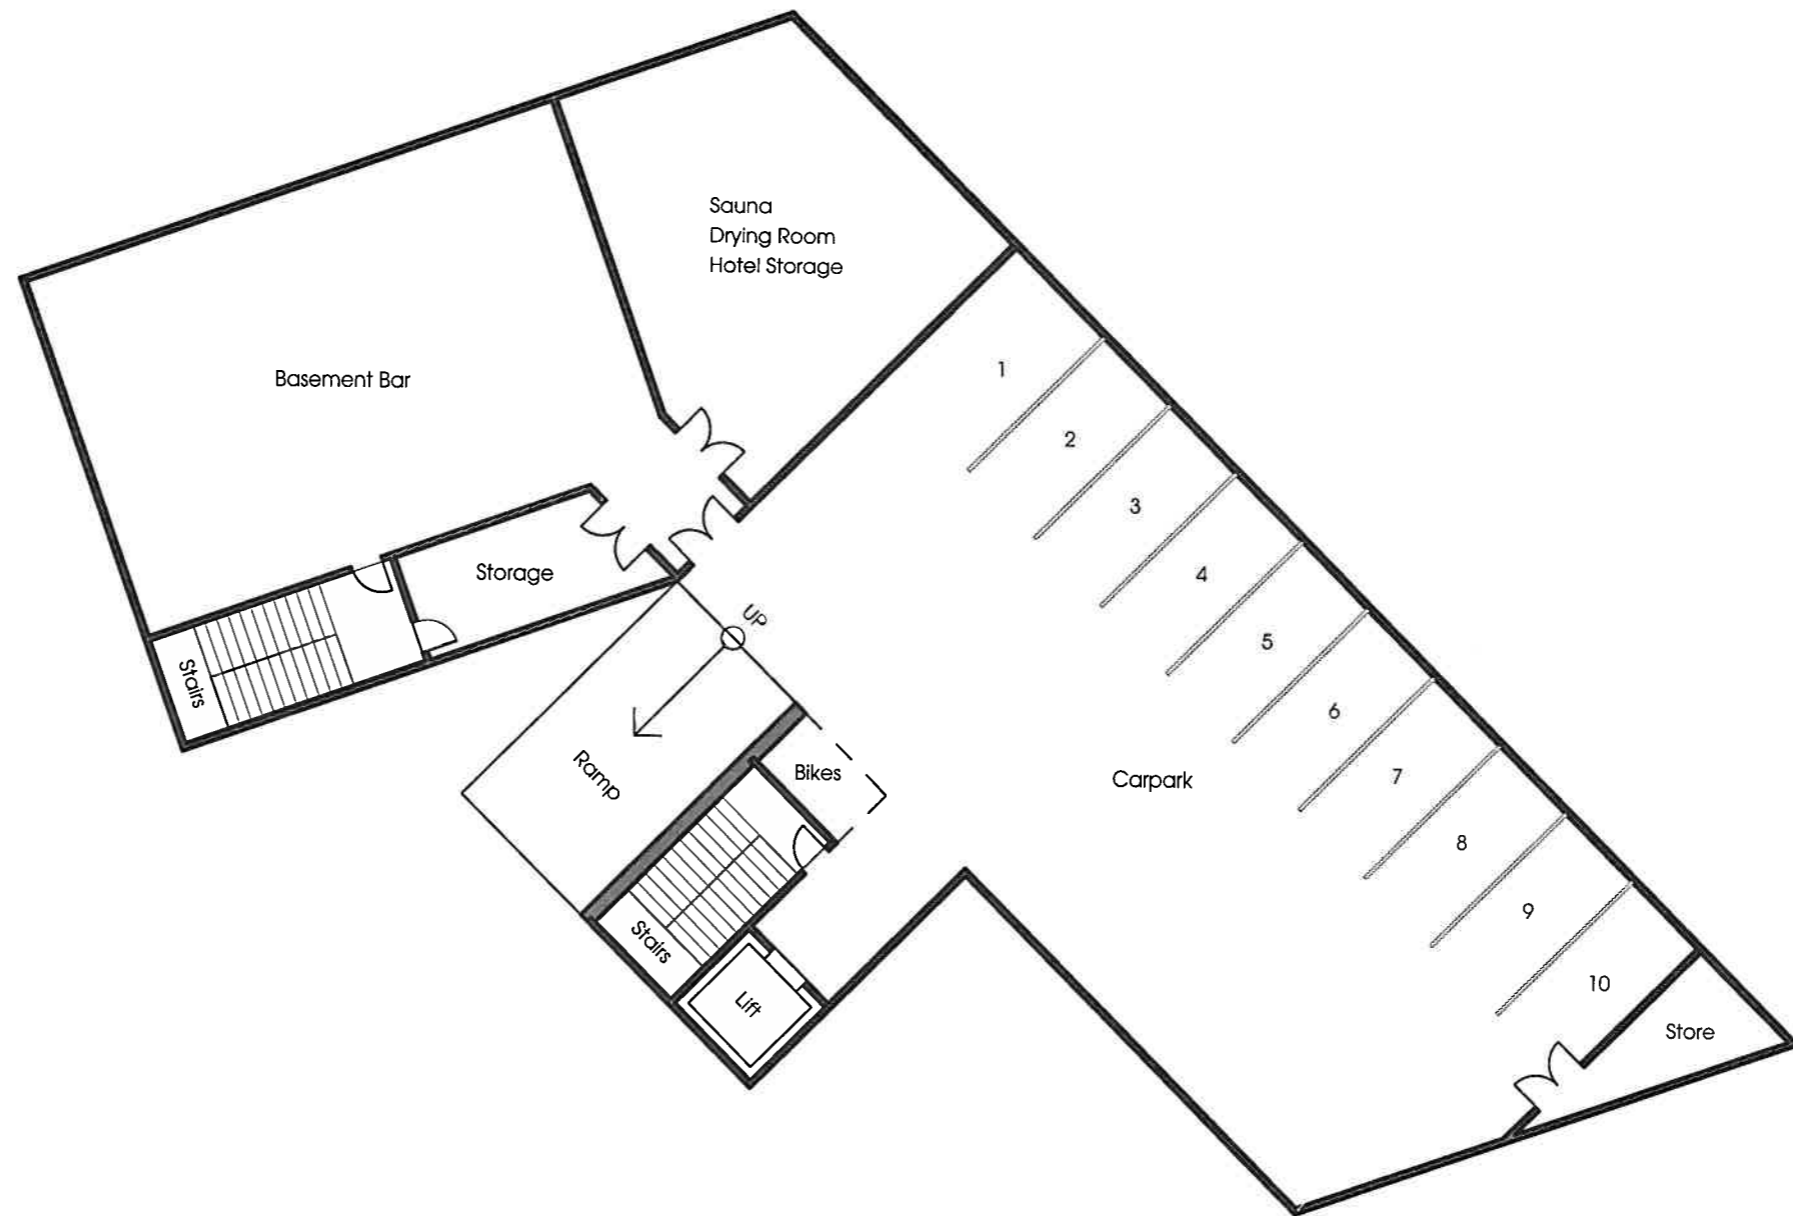 Sauna
Drying Room
Hotel Storage
Basement Bar
1
2
3
4
5
6
7
8
9
10
Storage
Stairs
UP
Ramp
Bikes
Carpark
Stairs
Lift
Store